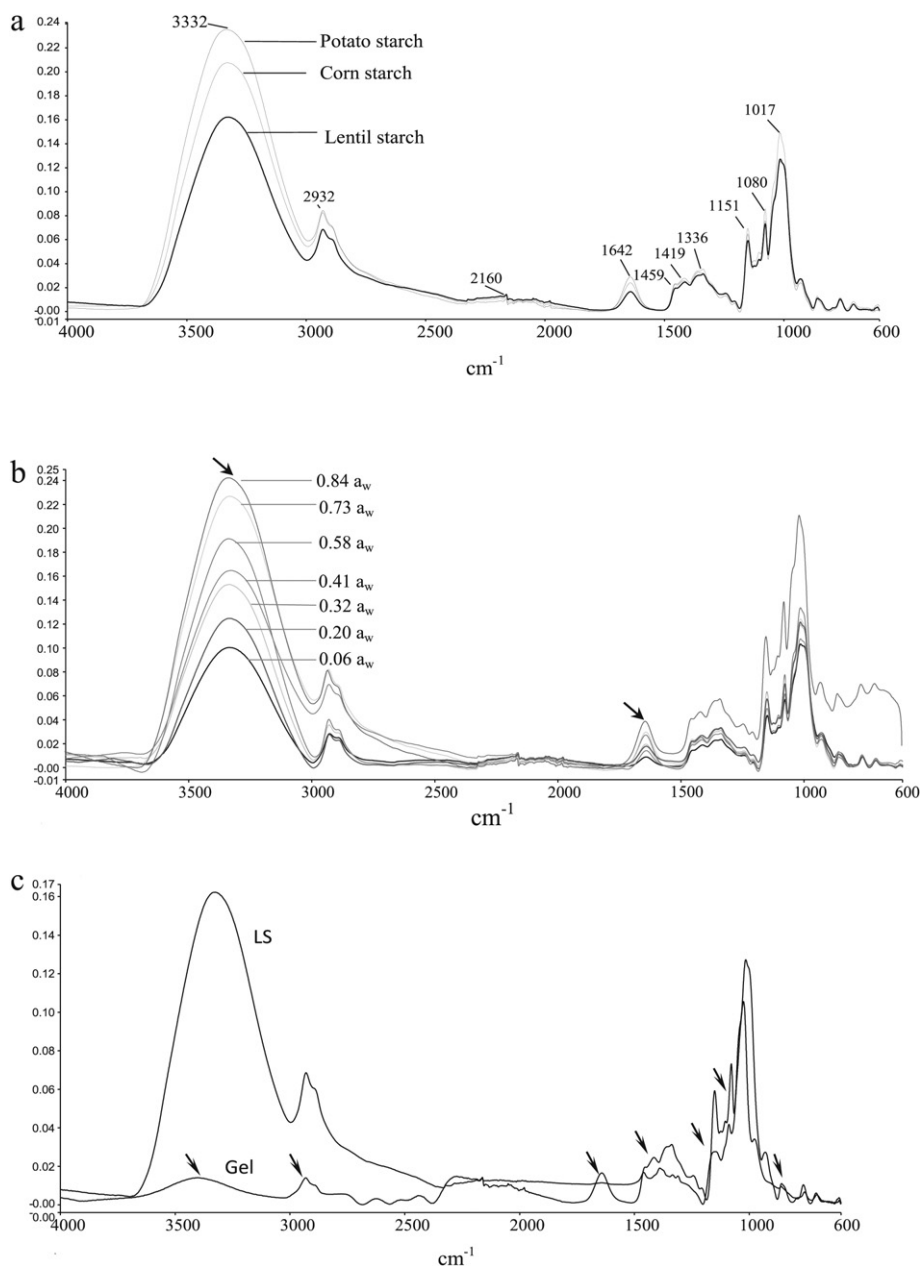 a
0.24
0.22
0.20
0.18
0.16
0.14
0.12
0.10
0.08
0.06
0.04
0.02
-0.00
-0.01
3332
Potato starch
Corn starch
Lentil starch
2932
2160
1642
1459
1419
1336
1151
1080
1017
4000 3500 3000 2500 2000 1500 1000 600
cm-1
b
0.25
0.24
0.22
0.20
0.18
0.16
0.14
0.12
0.10
0.08
0.06
0.04
0.02
0.00
-0.01
0.84 aw
0.73 aw
0.58 aw
0.41 aw
0.32 aw
0.20 aw
0.06 aw
4000 3500 3000 2500 2000 1500 1000 600
cm-1
c
0.17
0.16
0.14
0.12
0.10
0.08
0.06
0.04
0.02
-0.00
-0.00
LS
Gel
4000 3500 3000 2500 2000 1500 1000 600
cm-1